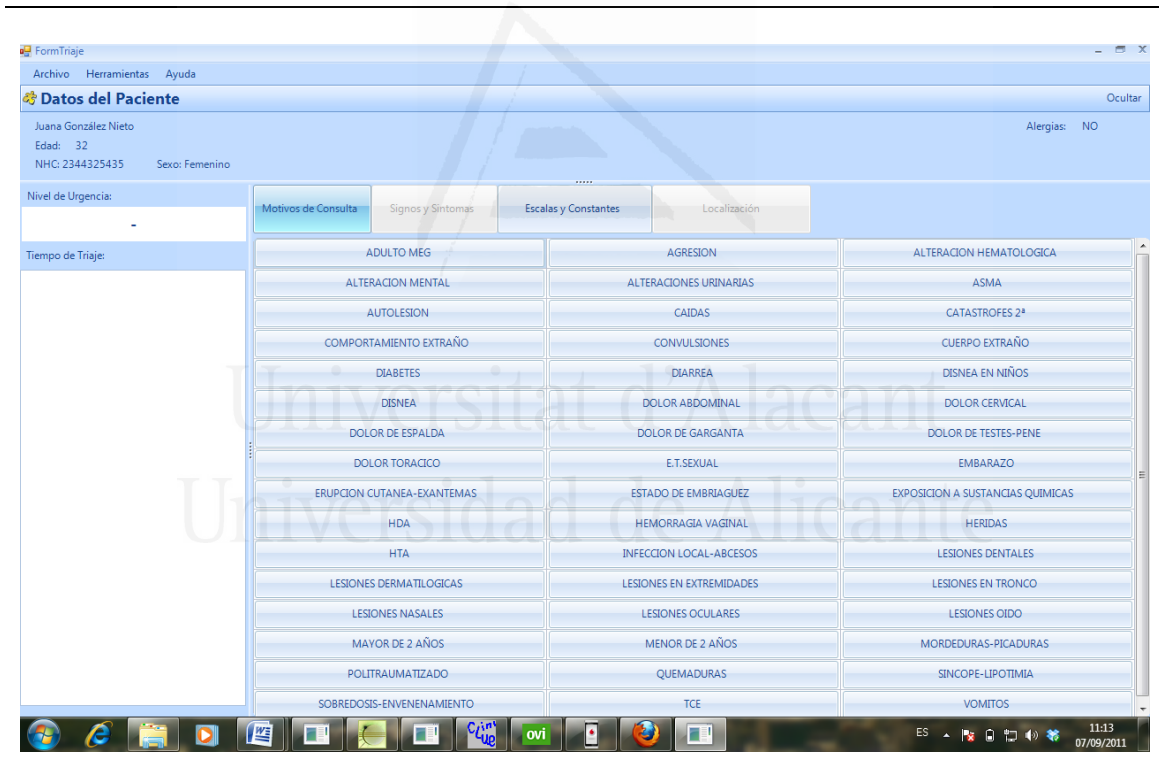 FormTriaje
Archivo Herramientas Ayuda
Datos del Paciente Ocultar
Juana González Nieto Alergias: NO
Edad: 32
NHC: 2344325435 Sexo: Femenino
Nivel de Urgencia:
-
Tiempo de Triaje:
Motivos de Consulta Signos y Sintomas Escalas y Constantes Localización
ADULTO MEG AGRESION ALTERACION HEMATOLOGICA
ALTERACION MENTAL ALTERACIONES URINARIAS ASMA
AUTOLESION CAIDAS CATASTROFES 2ª
COMPORTAMIENTO EXTRAÑO CONVULSIONES CUERPO EXTRAÑO
DIABETES DIARREA DISNEA EN NIÑOS
DISNEA DOLOR ABDOMINAL DOLOR CERVICAL
DOLOR DE ESPALDA DOLOR DE GARGANTA DOLOR DE TESTES-PENE
DOLOR TORACICO E.T.SEXUAL EMBARAZO
ERUPCION CUTANEA-EXANTEMAS ESTADO DE EMBRIAGUEZ EXPOSICION A SUSTANCIAS QUIMICAS
HDA HEMORRAGIA VAGINAL HERIDAS
HTA INFECCION LOCAL-ABCESOS LESIONES DENTALES
LESIONES DERMATILOGICAS LESIONES EN EXTREMIDADES LESIONES EN TRONCO
LESIONES NASALES LESIONES OCULARES LESIONES OIDO
MAYOR DE 2 AÑOS MENOR DE 2 AÑOS MORDEDURAS-PICADURAS
POLITRAUMATIZADO QUEMADURAS SINCOPE-LIPOTIMIA
SOBREDOSIS-ENVENENAMIENTO TCE VOMITOS
Universitat d'Alacant
Universidad de Alicante
ovi
ES 11:13
07/09/2011